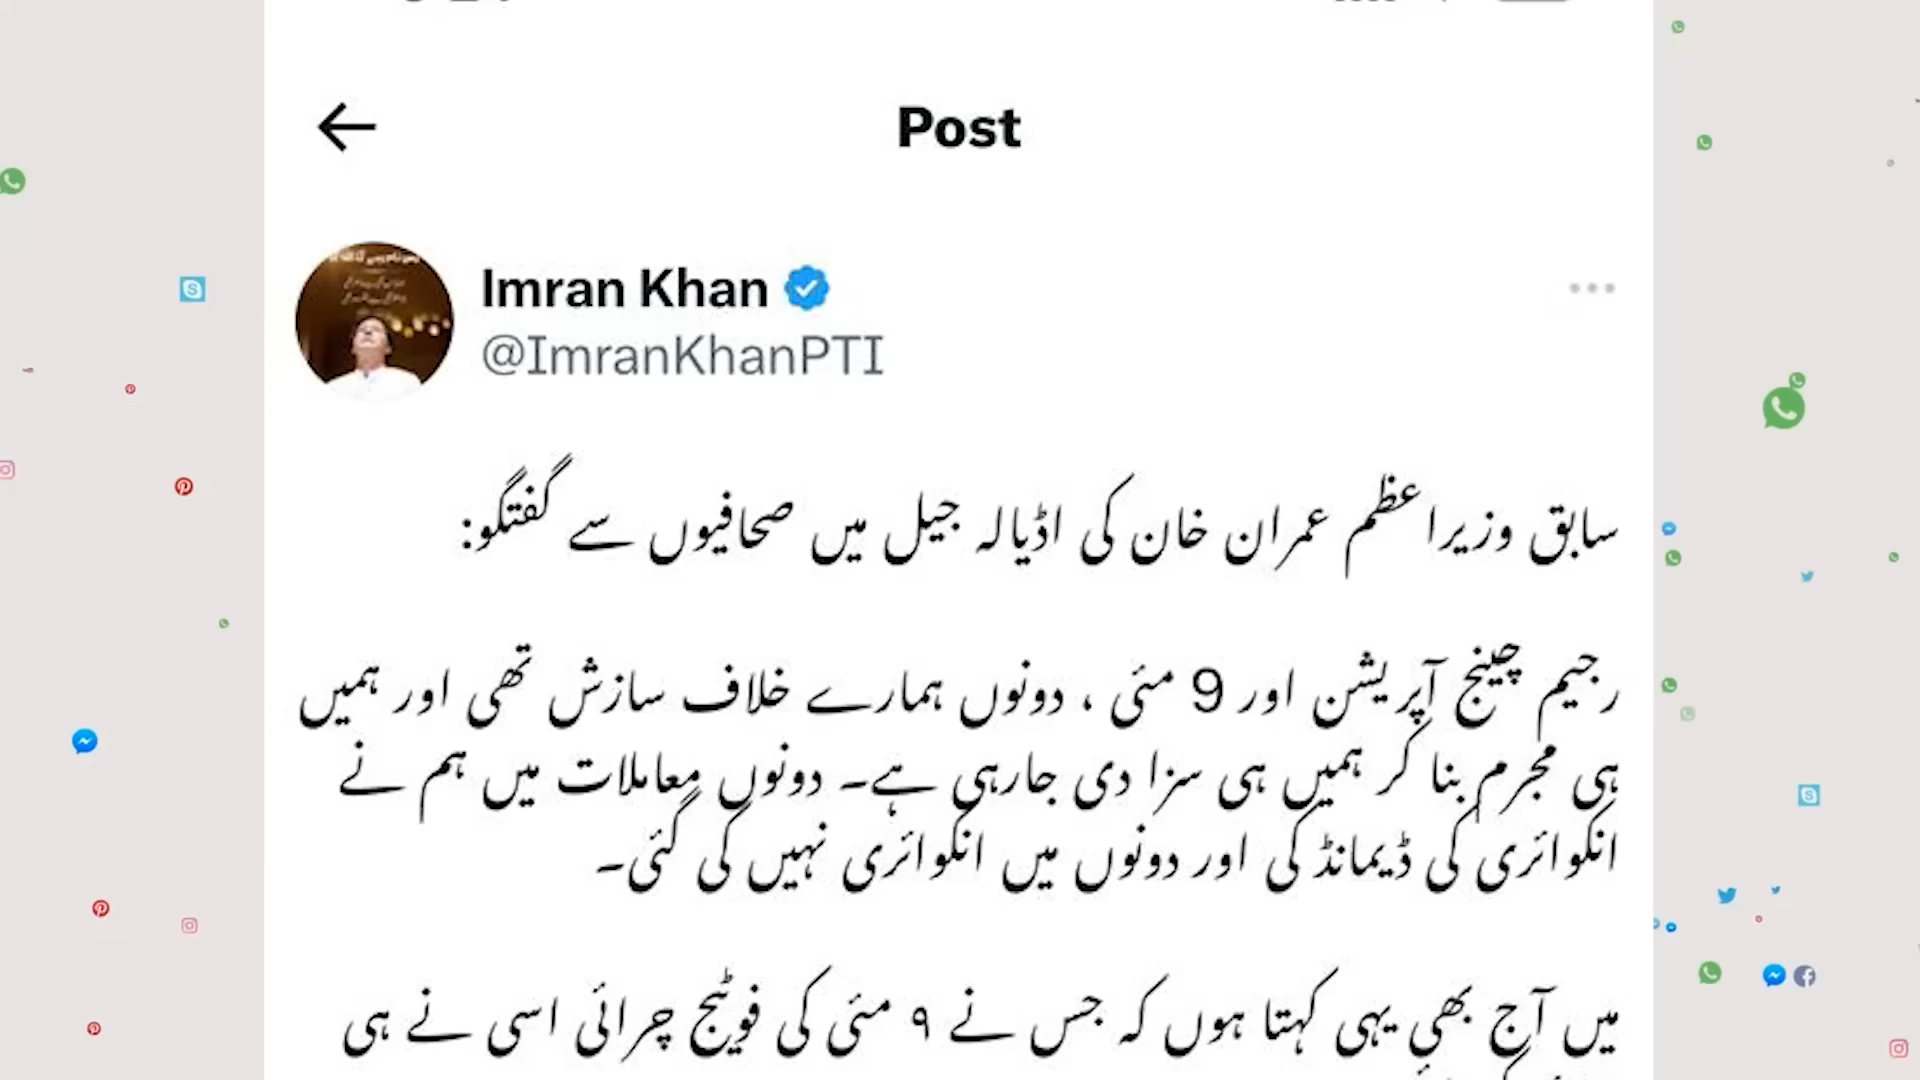 Post
Imran Khan
@ImranKhanPTI
سابق وزیراعظم عمران خان کی اڈیالہ جیل میں صحافیوں سے گفتگو:
رجیم چینج آپریشن اور 9 مئی ، دونوں ہمارے خلاف سازش تھی اور ہمیں
ہی مجرم بنا کر ہمیں ہی سزا دی جارہی ہے۔ دونوں معاملات میں ہم نے
انکوائری کی ڈیمانڈ کی اور دونوں میں انکوائری نہیں کی گئی۔
میں آج بھی یہی کہتا ہوں کہ جس نے ۹ مئی کی فوٹیج چرائی اسی نے ہی